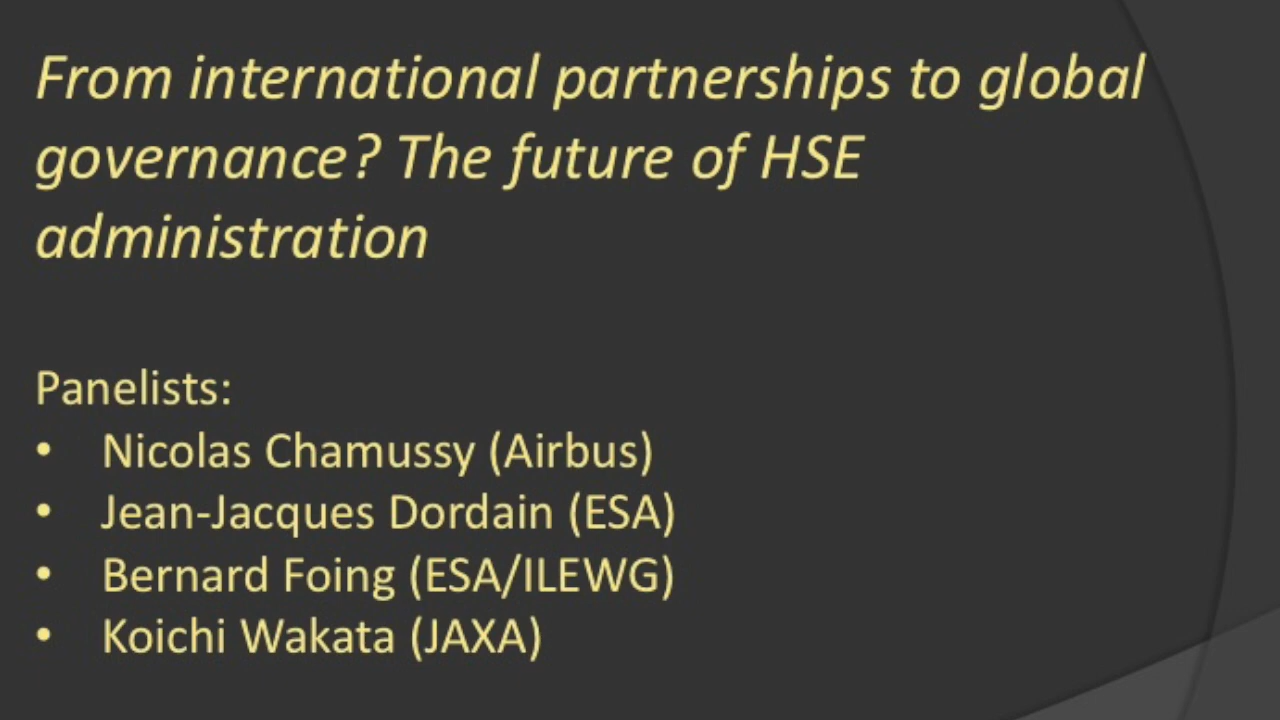 From international partnerships to global
governance? The future of HSE
administration
Panelists:
• Nicolas Chamussy (Airbus)
• Jean-Jacques Dordain (ESA)
• Bernard Foing (ESA/ILEWG)
• Koichi Wakata (JAXA)